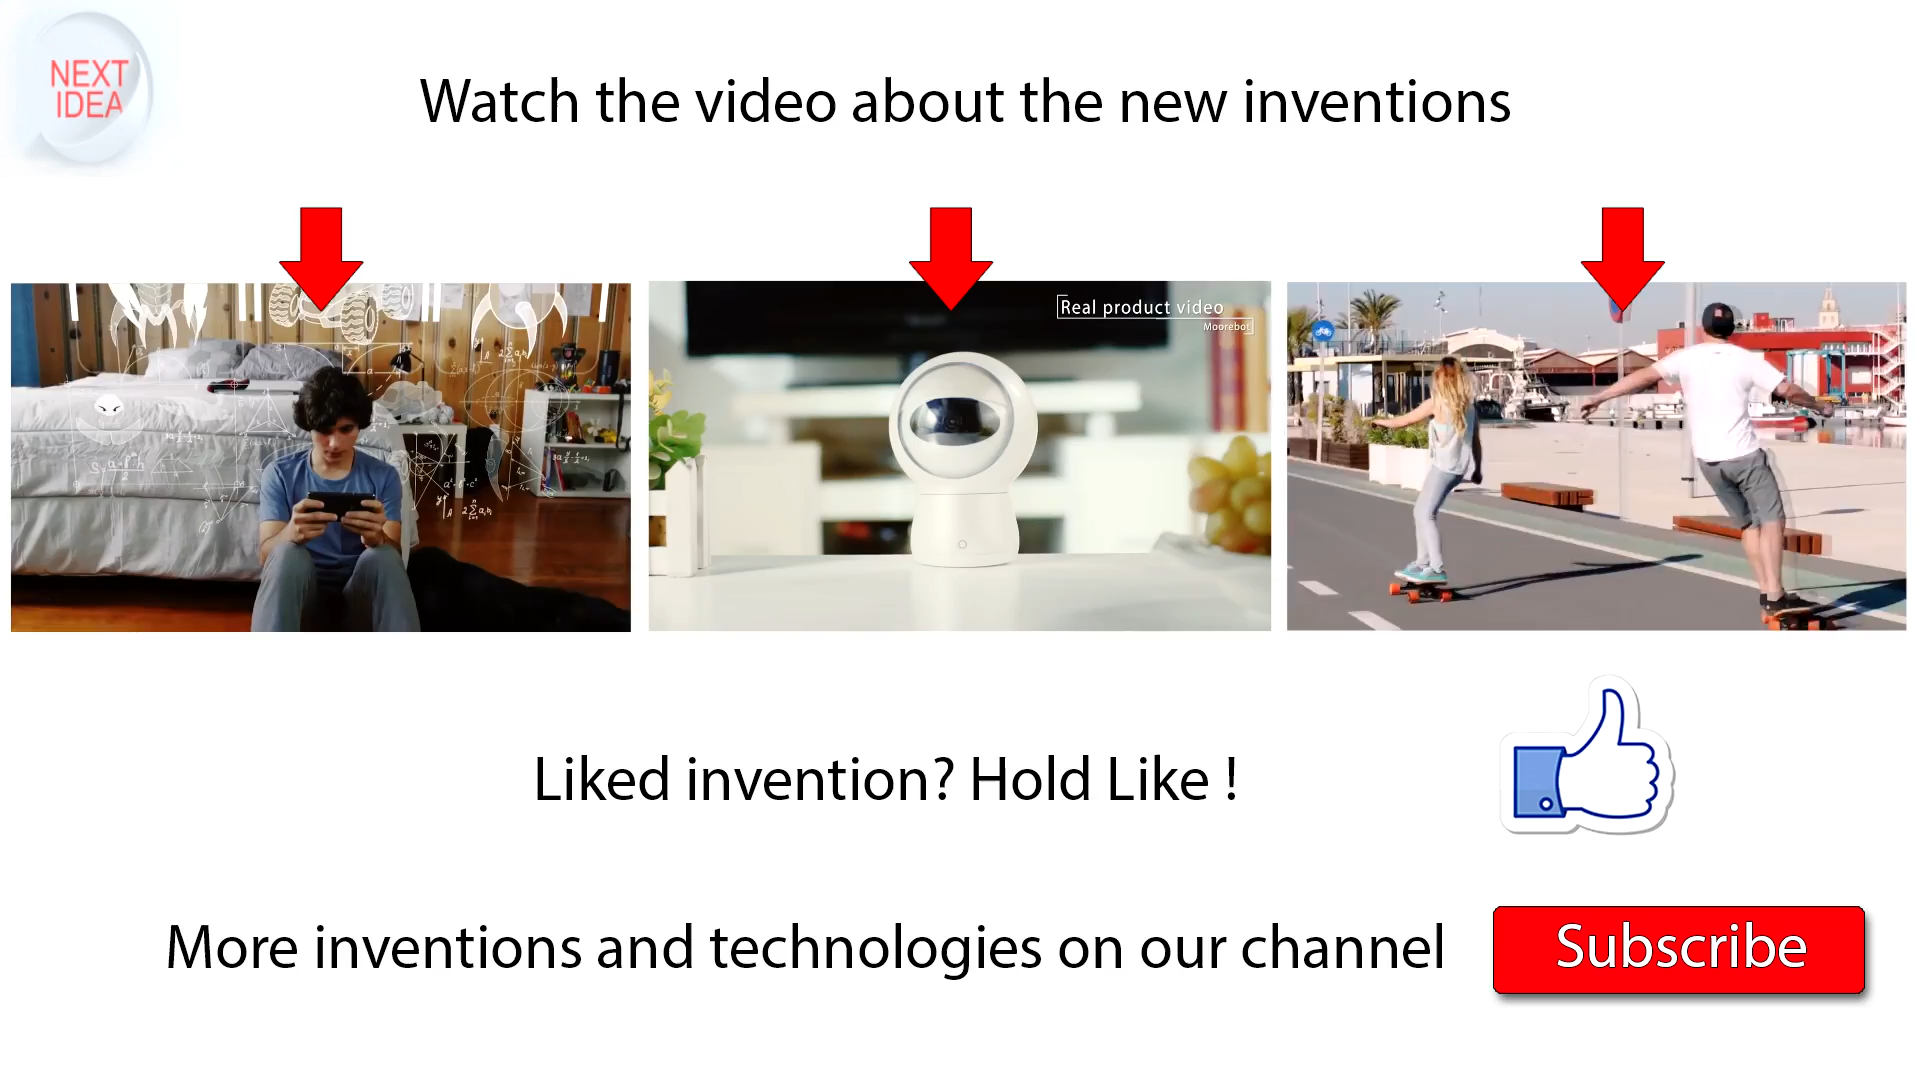 NEXT
IDEA
Watch the video about the new inventions
Real product video
Moorebot
Liked invention? Hold Like !
More inventions and technologies on our channel
Subscribe